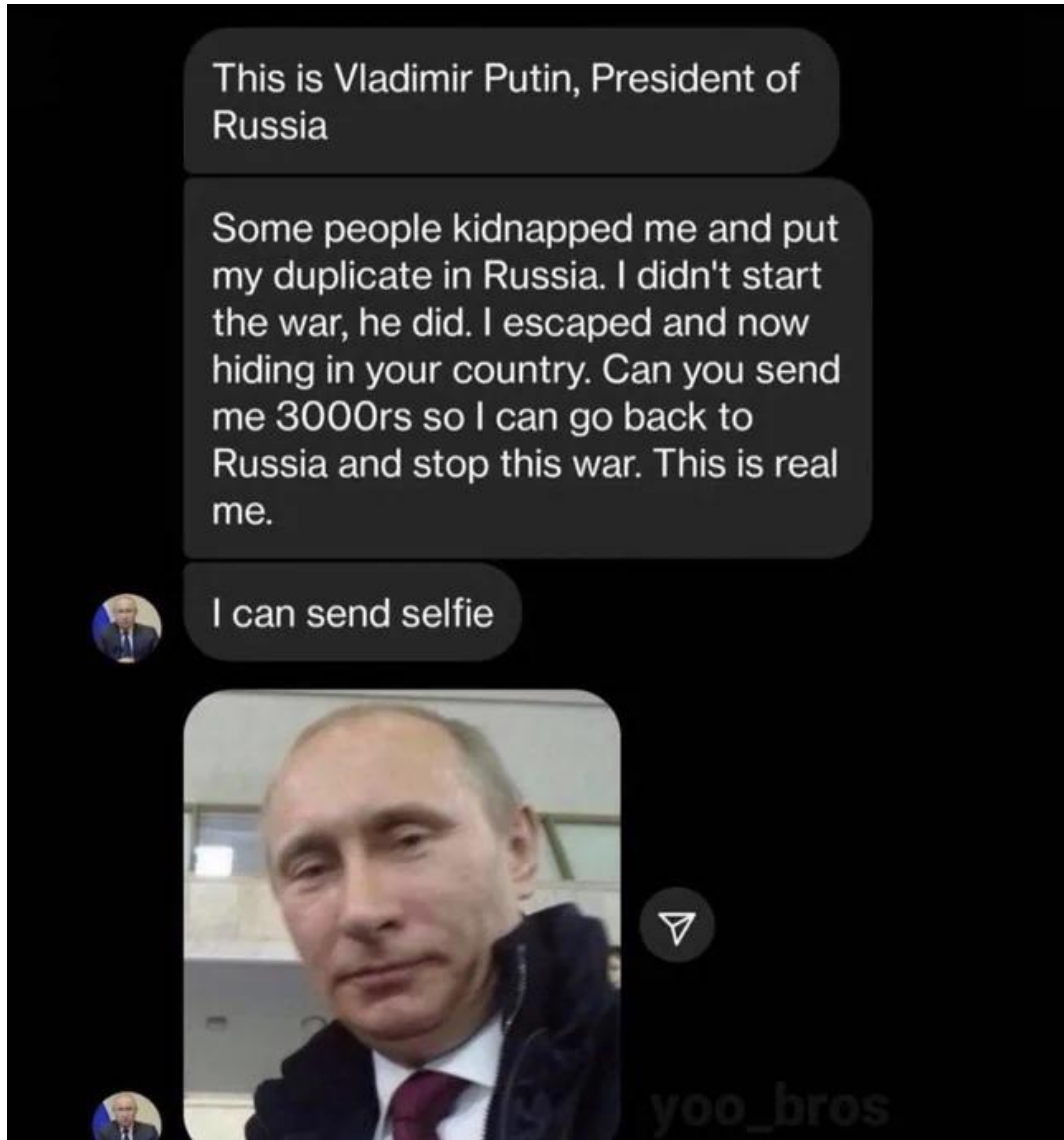 This is Vladimir Putin, President of
Russia
Some people kidnapped me and put
my duplicate in Russia. I didn't start
the war, he did. I escaped and now
hiding in your country. Can you send
me 3000rs so I can go back to
Russia and stop this war. This is real
me.
I can send selfie
yoo_bros